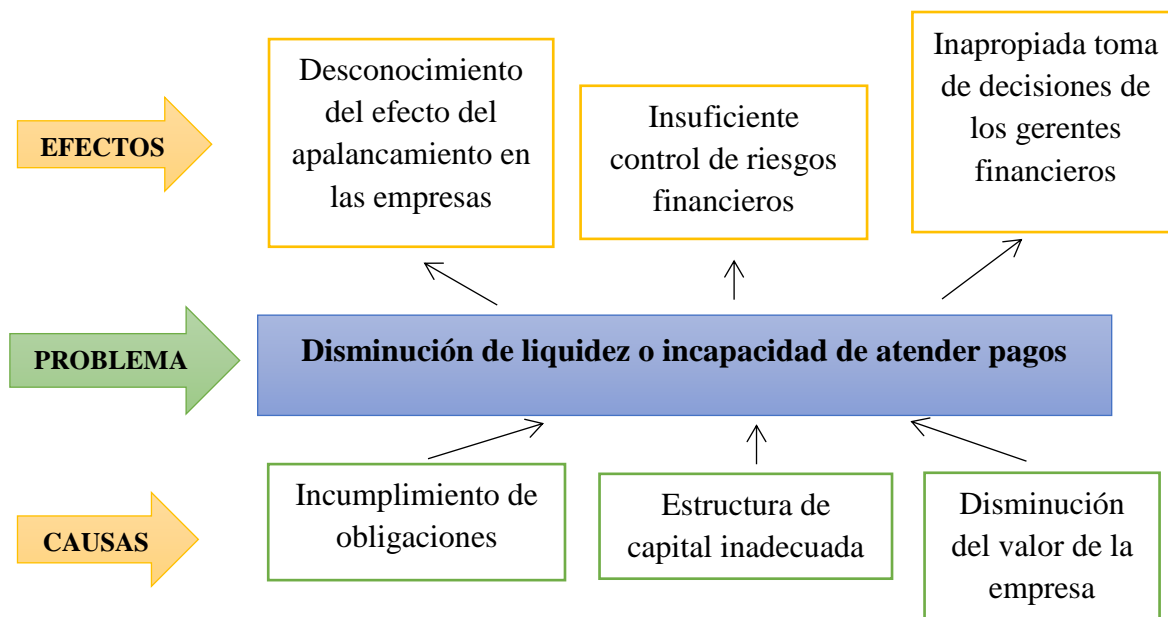 EFECTOS
Desconocimiento
del efecto del
apalancamiento en
las empresas
Insuficiente
control de riesgos
financieros
Inapropiada toma
de decisiones de
los gerentes
financieros
PROBLEMA
Disminución de liquidez o incapacidad de atender pagos
CAUSAS
Incumplimiento de
obligaciones
Estructura de
capital inadecuada
Disminución
del valor de la
empresa